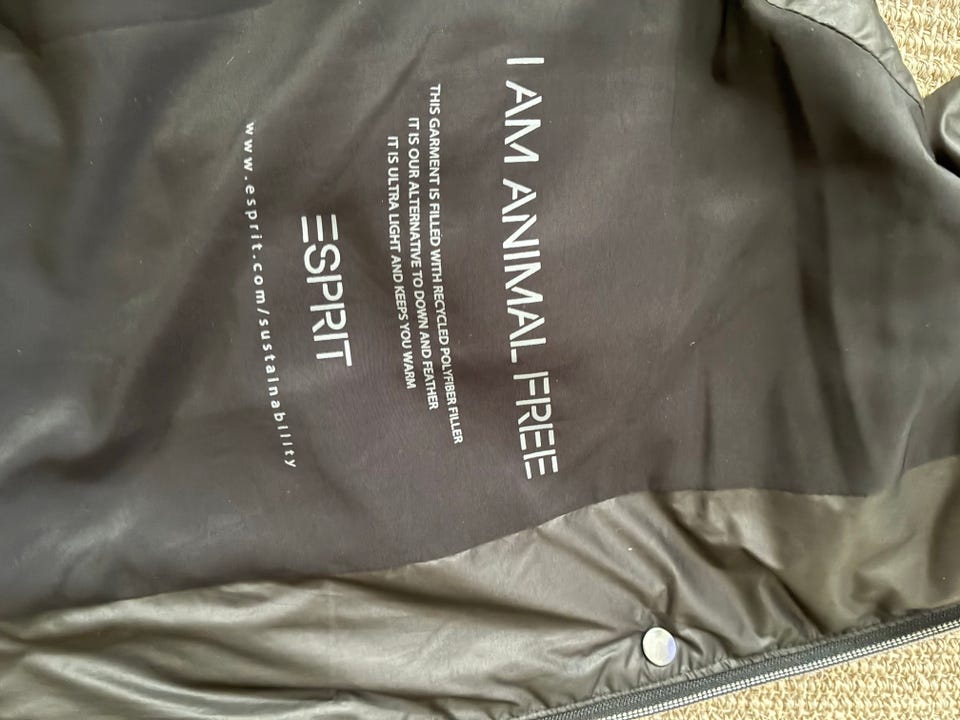 I AM ANIMAL FREE
THIS GARMENT IS FILLED WITH RECYCLED POLYFIBER FILLER
IT IS OUR ALTERNATIVE TO DOWN AND FEATHER
IT IS ULTRA LIGHT AND KEEPS YOU WARM
ESPRIT
www.esprit.com/sustainability